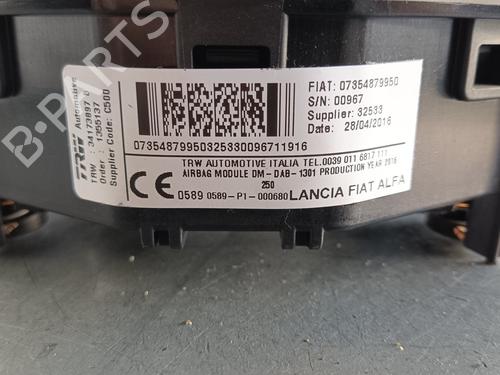 TRW Automotive
TRW : 34173897 D
Order : 1355137
Supplier Code: C500
07354879950325330096711916
FIAT: 07354879950
S/N: 00967
Supplier: 32533
Date: 28/04/2016
TRW AUTOMOTIVE ITALIA TEL.0039 011 6817 111
AIRBAG MODULE DM - DAB - 1301 PRODUCTION YEAR 2016
250
CE 0589 0589-P1-000680 LANCIA FIAT ALFA
B-PARTS